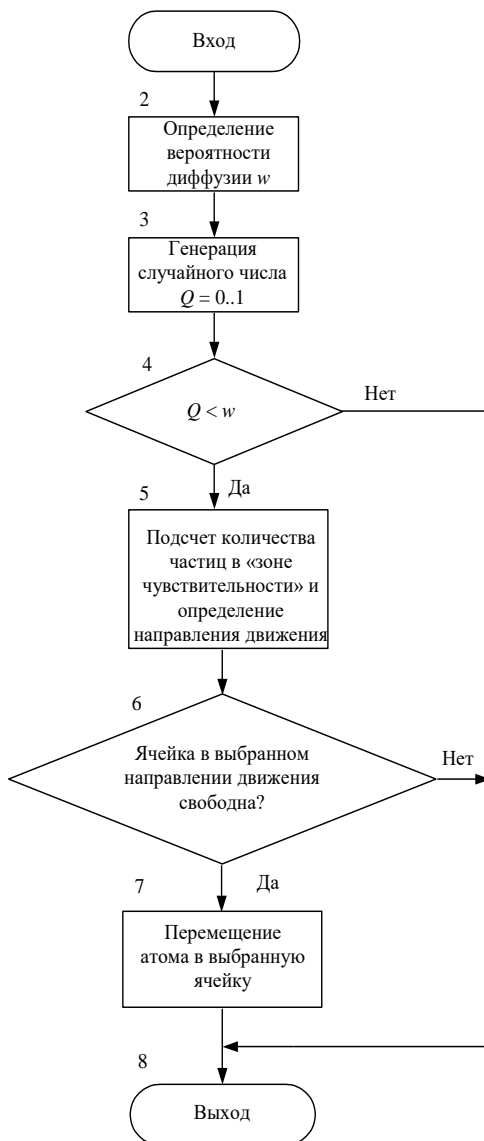 Вход
2
Определение
вероятности
диффузии w
3
Генерация
случайного числа
Q = 0..1
4
Нет
Q < w
Да
5
Подсчет количества
частиц в «зоне
чувствительности» и
определение
направления движения
6
Ячейка в выбранном
направлении движения
свободна?
Нет
Да
7
Перемещение
атома в выбранную
ячейку
8
Выход